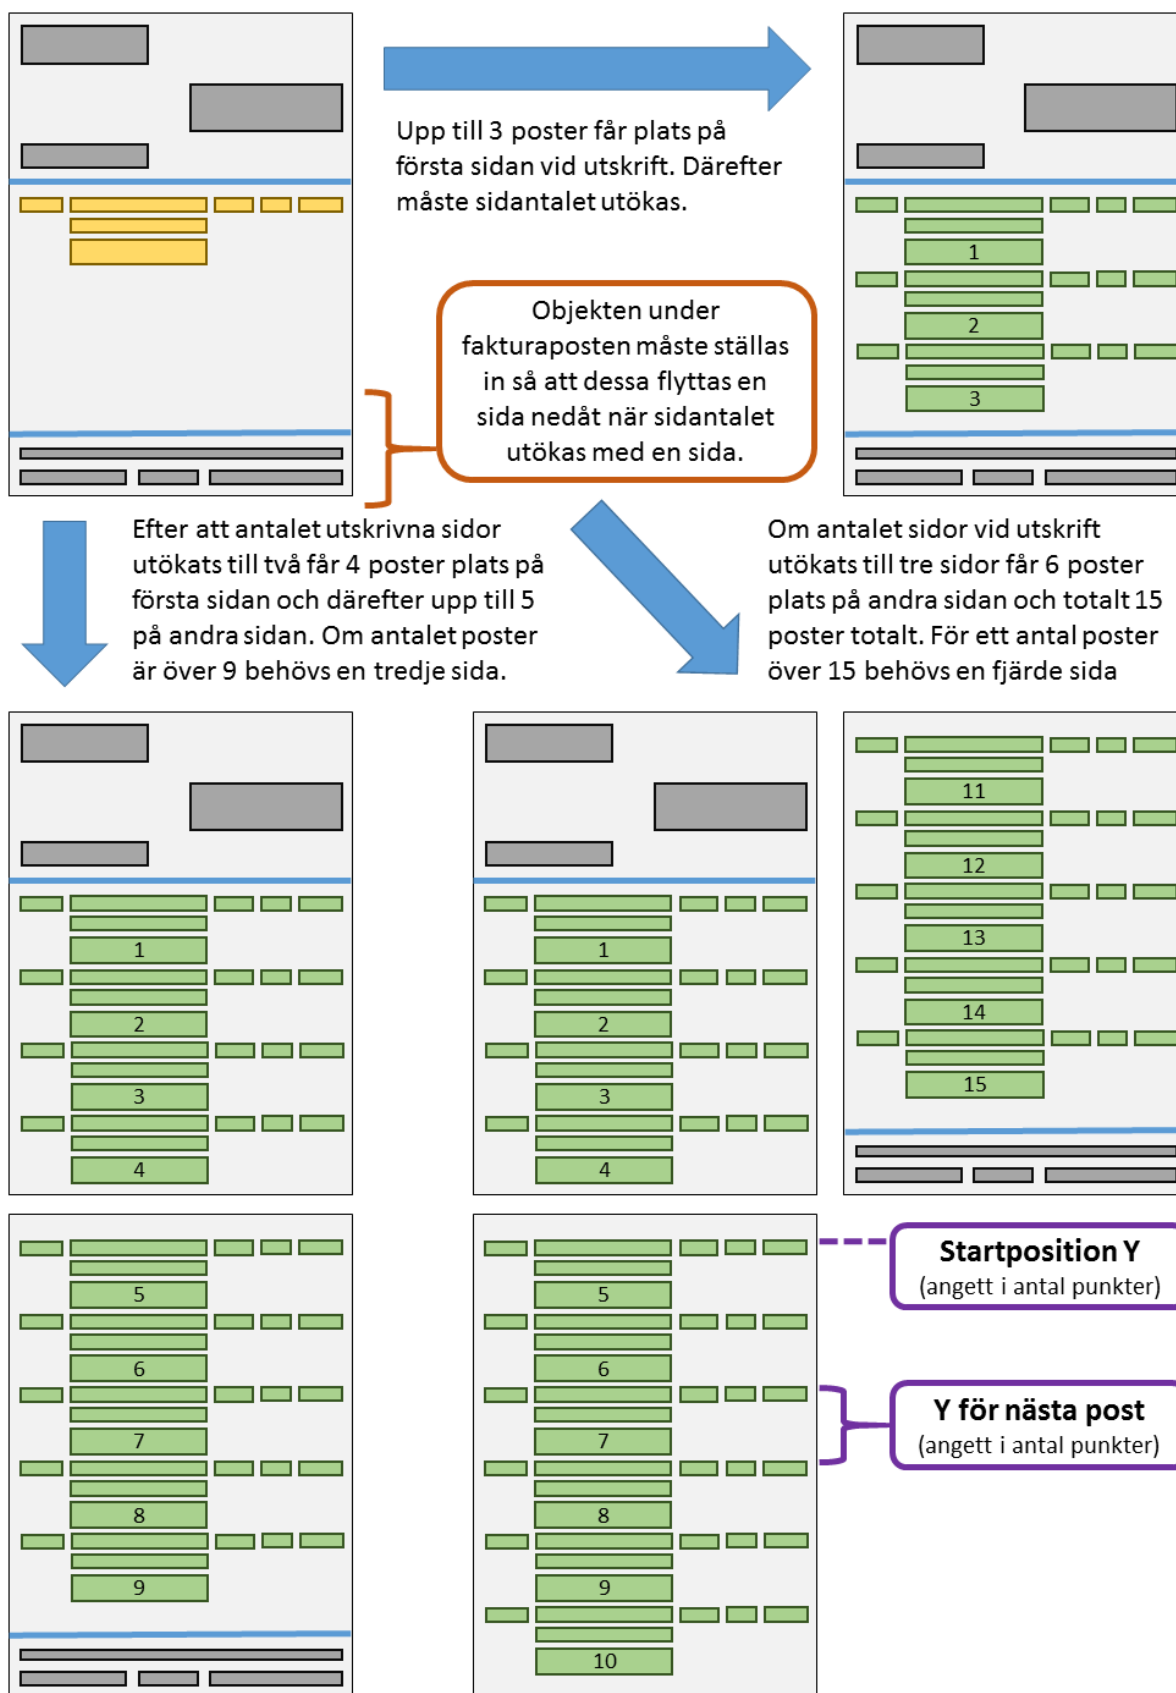 Upp till 3 poster får plats på
första sidan vid utskrift. Därefter
måste sidantalet utökas.
1
2
3
Objekten under
fakturaposten måste ställas
in så att dessa flyttas en
sida nedåt när sidantalet
utökas med en sida.
Efter att antalet utskrivna sidor
utökats till två får 4 poster plats på
första sidan och därefter upp till 5
på andra sidan. Om antalet poster
är över 9 behövs en tredje sida.
Om antalet sidor vid utskrift
utökats till tre sidor får 6 poster
plats på andra sidan och totalt 15
poster totalt. För ett antal poster
över 15 behövs en fjärde sida
1
2
3
4
5
6
7
8
9
1
2
3
4
5
6
7
8
9
10
11
12
13
14
15
Startposition Y
(angett i antal punkter)
Y för nästa post
(angett i antal punkter)